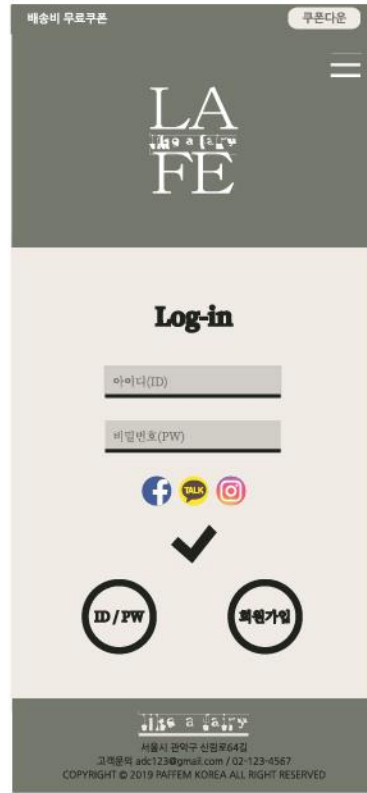 배송비 무료쿠폰
쿠폰다운
LA
like a fairy
FE
Log-in
아이디(ID)
비밀번호(PW)
TALK
ID / PW
회원가입
like a fairy
서울시 관악구 신림로64길
고객문의 adc123@gmail.com / 02-123-4567
COPYRIGHT © 2019 PAFFEM KOREA ALL RIGHT RESERVED